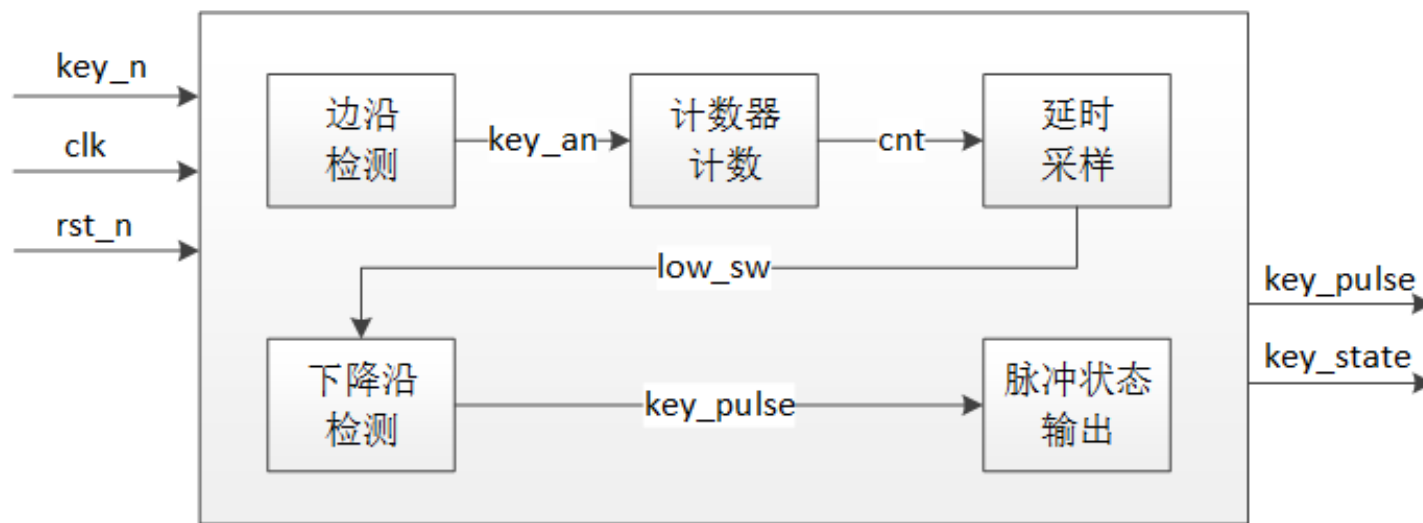 key_n
clk
rst_n
边沿
检测
key_an
计数器
计数
cnt
延时
采样
low_sw
下降沿
检测
key_pulse
脉冲状态
输出
key_pulse
key_state